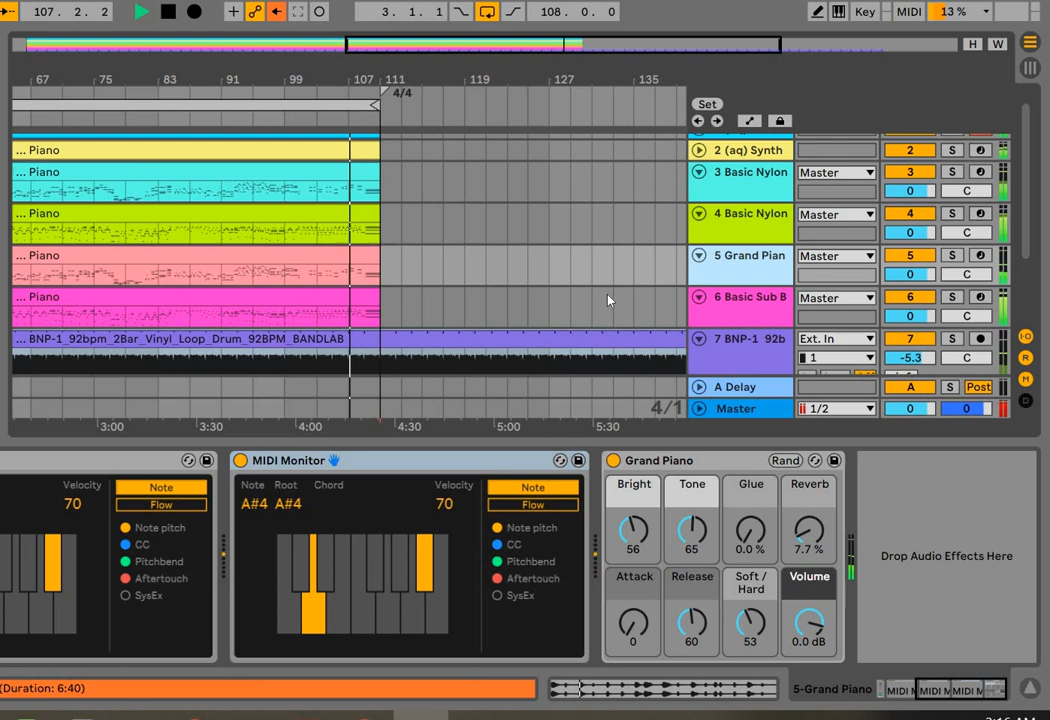 107. 2. 2
3. 1. 1
108. 0. 0
Key
MIDI
13 %
H
W
67
75
83
91
99
107
111
119
127
135
4/4
Set
... Piano
2 (aq) Synth
2
S
... Piano
3 Basic Nylon
Master
3
S
0
C
... Piano
4 Basic Nylon
Master
4
S
0
C
... Piano
5 Grand Pian
Master
5
S
0
C
... Piano
6 Basic Sub B
Master
6
S
0
C
... BNP-1_92bpm_2Bar_Vinyl_Loop_Drum_92BPM_BANDLAB
7 BNP-1 92b
Ext. In
7
S
1
-5.3
C
A Delay
A
S
Post
4/1
Master
1/2
0
0
3:00
3:30
4:00
4:30
5:00
5:30
I-O
R
M
D
Velocity
70
Note
Flow
Note pitch
CC
Pitchbend
Aftertouch
SysEx
MIDI Monitor
Note Root Chord
A#4 A#4
Velocity
70
Note
Flow
Note pitch
CC
Pitchbend
Aftertouch
SysEx
Grand Piano
Rand
Bright
Tone
Glue
Reverb
56
65
0.0 %
7.7 %
Attack
Release
Soft /
Hard
Volume
0
60
53
0.0 dB
Drop Audio Effects Here
(Duration: 6:40)
5-Grand Piano
MIDI M
MIDI M
MIDI M